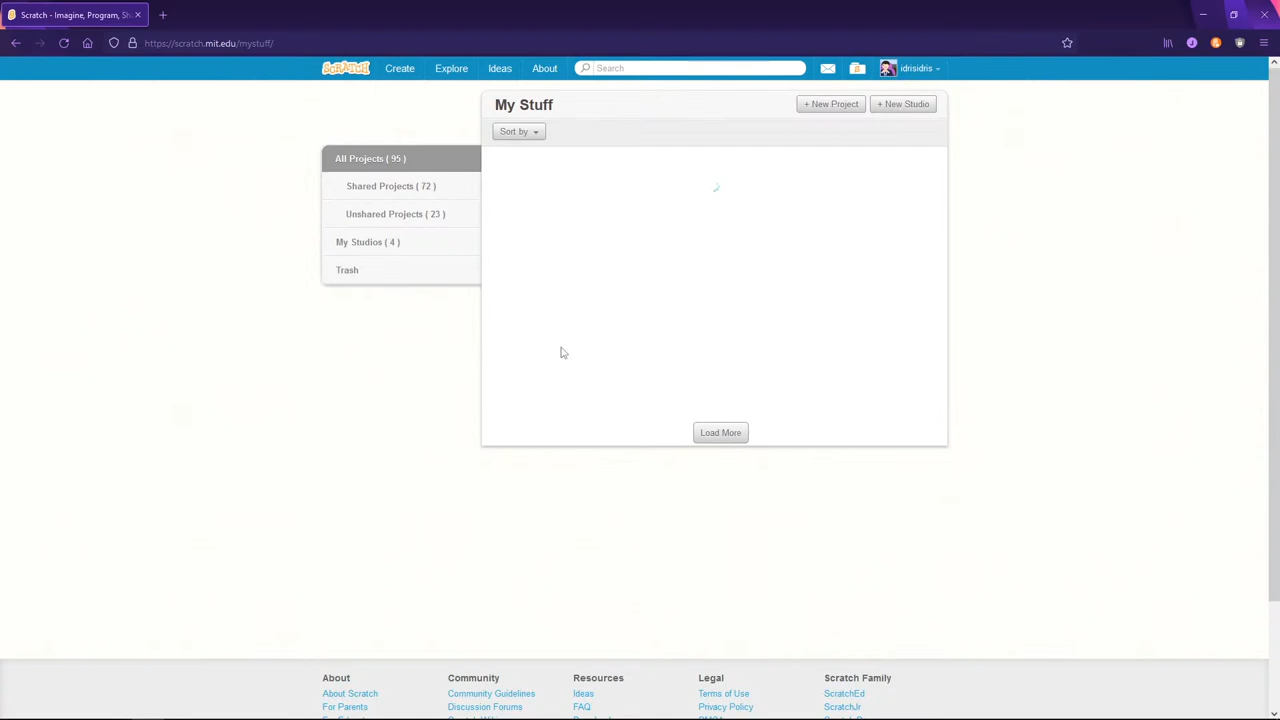 Scratch - Imagine, Program, Sh
https://scratch.mit.edu/mystuff/
SCRATCH Create Explore Ideas About Search idrisidris
My Stuff + New Project + New Studio
Sort by
All Projects ( 95 )
Shared Projects ( 72 )
Unshared Projects ( 23 )
My Studios ( 4 )
Trash
Load More
About Community Resources Legal Scratch Family
About Scratch Community Guidelines Ideas Terms of Use ScratchEd
For Parents Discussion Forums FAQ Privacy Policy ScratchJr